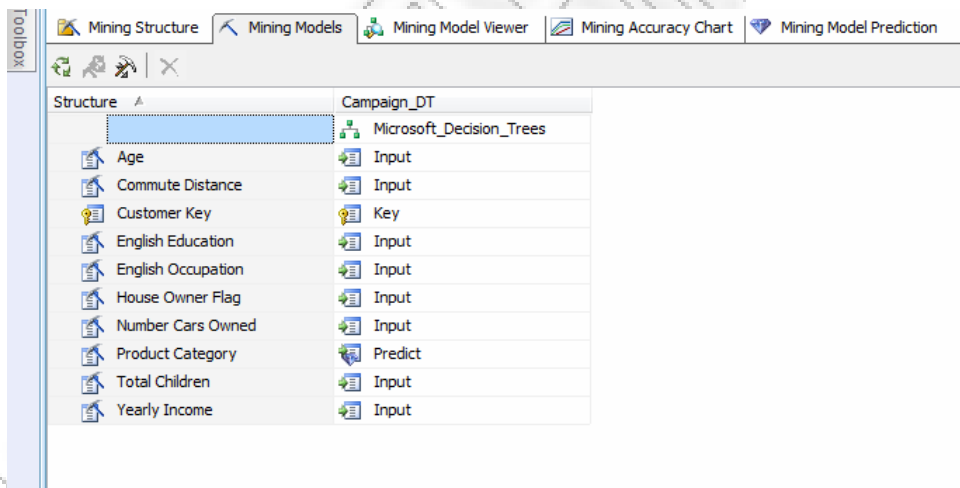 Toolbox
Mining Structure Mining Models Mining Model Viewer Mining Accuracy Chart Mining Model Prediction
Structure Campaign_DT
Microsoft_Decision_Trees
Age Input
Commute Distance Input
Customer Key Key
English Education Input
English Occupation Input
House Owner Flag Input
Number Cars Owned Input
Product Category Predict
Total Children Input
Yearly Income Input